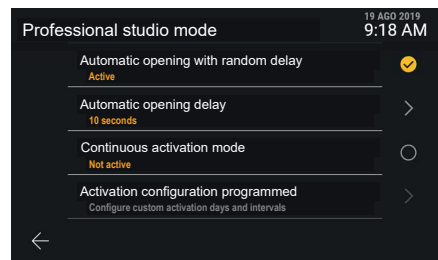 19 AGO 2019
Professional studio mode 9:18 AM
Automatic opening with random delay
Active
Automatic opening delay
10 seconds
Continuous activation mode
Not active
Activation configuration programmed
Configure custom activation days and intervals